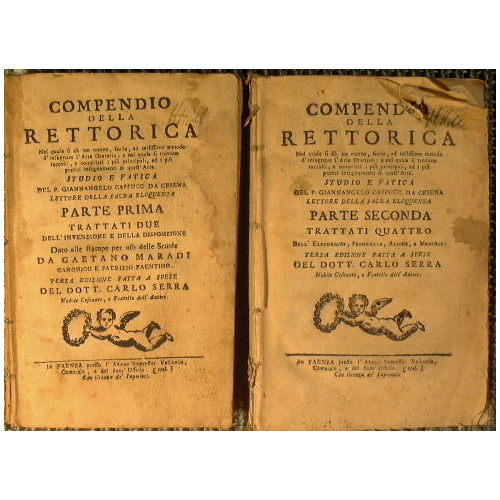 COMPENDIO
DELLA
RETTORICA
Nel quale si dà un nuovo, facile, ed utilissimo metodo
d'insegnare l'Arte Oratoria; e nel quale si trovano
raccolti, e compilati i più principali, ed i più
pratici insegnamenti di quest'Arte.
STUDIO E FATICA
DEL P. GIANNANGELO CAPPUCC. DA CESENA
LETTORE DELLA SACRA ELOQUENZA
PARTE PRIMA
TRATTATI DUE
DELL'INVENZIONE E DELLA DISPOSIZIONE
Dato alle stampe per uso delle Scuole
DA GAETANO MARADI
CANONICO E PATRIZIO FAENTINO.
TERZA EDIZIONE FATTA A SPESE
DEL DOTT. CARLO SERRA
Nobile Cesenate, e Fratello dell'Autore.
In FAENZA presso l'Archi Impressor Vescovile,
Camerale, e del Sant'Uffizio.
Con licenza de' Superiori.
COMPENDIO
DELLA
RETTORICA
Nel quale si dà un nuovo, facile, ed utilissimo metodo
d'insegnare l'Arte Oratoria; e nel quale si trovano
raccolti, e compilati i più principali, ed i più
pratici insegnamenti di quest'Arte.
STUDIO E FATICA
DEL P. GIANNANGELO CAPPUCC. DA CESENA
LETTORE DELLA SACRA ELOQUENZA
PARTE SECONDA
TRATTATI QUATTRO
DELL'ELOCUZIONE, PRONUNZIA, AZIONE, E MEMORIA
TERZA EDIZIONE FATTA A SPESE
DEL DOTT. CARLO SERRA
Nobile Cesenate, e Fratello dell'Autore.
In FAENZA presso l'Archi Impressor Vescovile,
Camerale, e del Sant'Uffizio.
Con licenza de' Superiori.